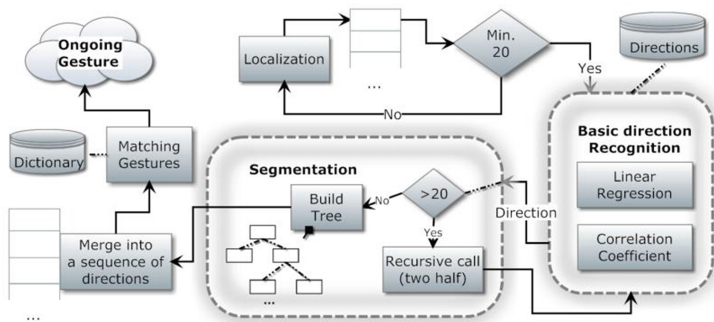 Ongoing
Gesture
Localization
...
Min.
20
Directions
Yes
No
Dictionary
Matching
Gestures
Segmentation
Build
Tree
No
>20
Yes
Direction
Basic direction
Recognition
Linear
Regression
Correlation
Coefficient
Merge into
a sequence of
directions
Recursive call
(two half)
...
...